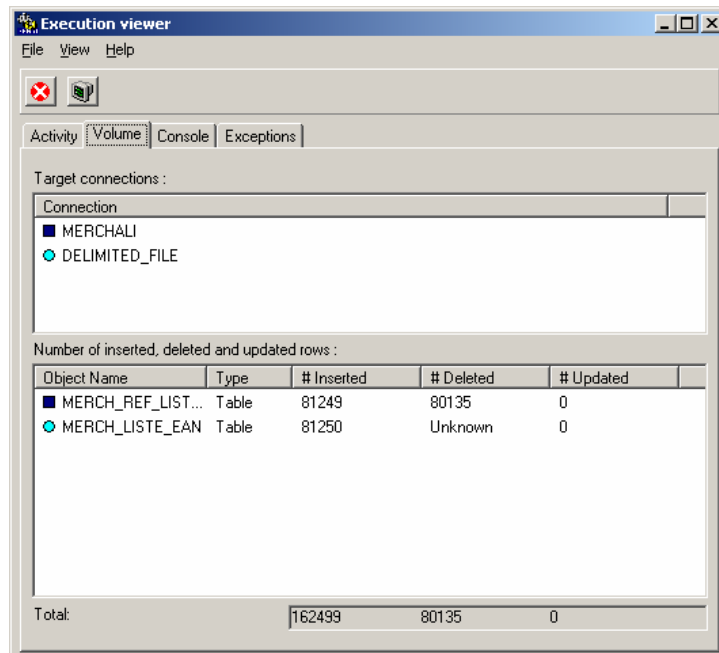 Execution viewer
File View Help
Activity Volume Console Exceptions
Target connections :
Connection
MERCHALI
DELIMITED_FILE
Number of inserted, deleted and updated rows :
Object Name Type # Inserted # Deleted # Updated
MERCH_REF_LIST... Table 81249 80135 0
MERCH_LISTE_EAN Table 81250 Unknown 0
Total: 162499 80135 0